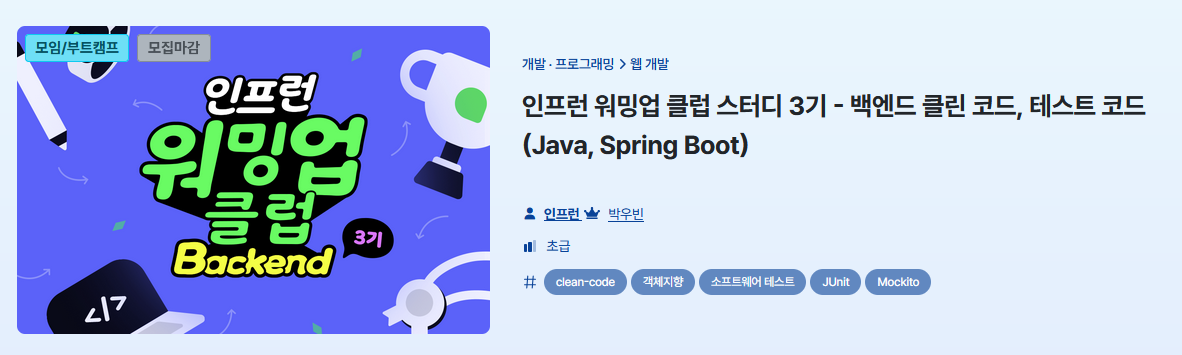 모임/부트캠프
모집마감
인프런
워밍업
클럽
Backend
3기
</>
개발 · 프로그래밍 > 웹 개발
인프런 워밍업 클럽 스터디 3기 - 백엔드 클린 코드, 테스트 코드
(Java, Spring Boot)
인프런 박우빈
초급
# clean-code 객체지향 소프트웨어 테스트 JUnit Mockito